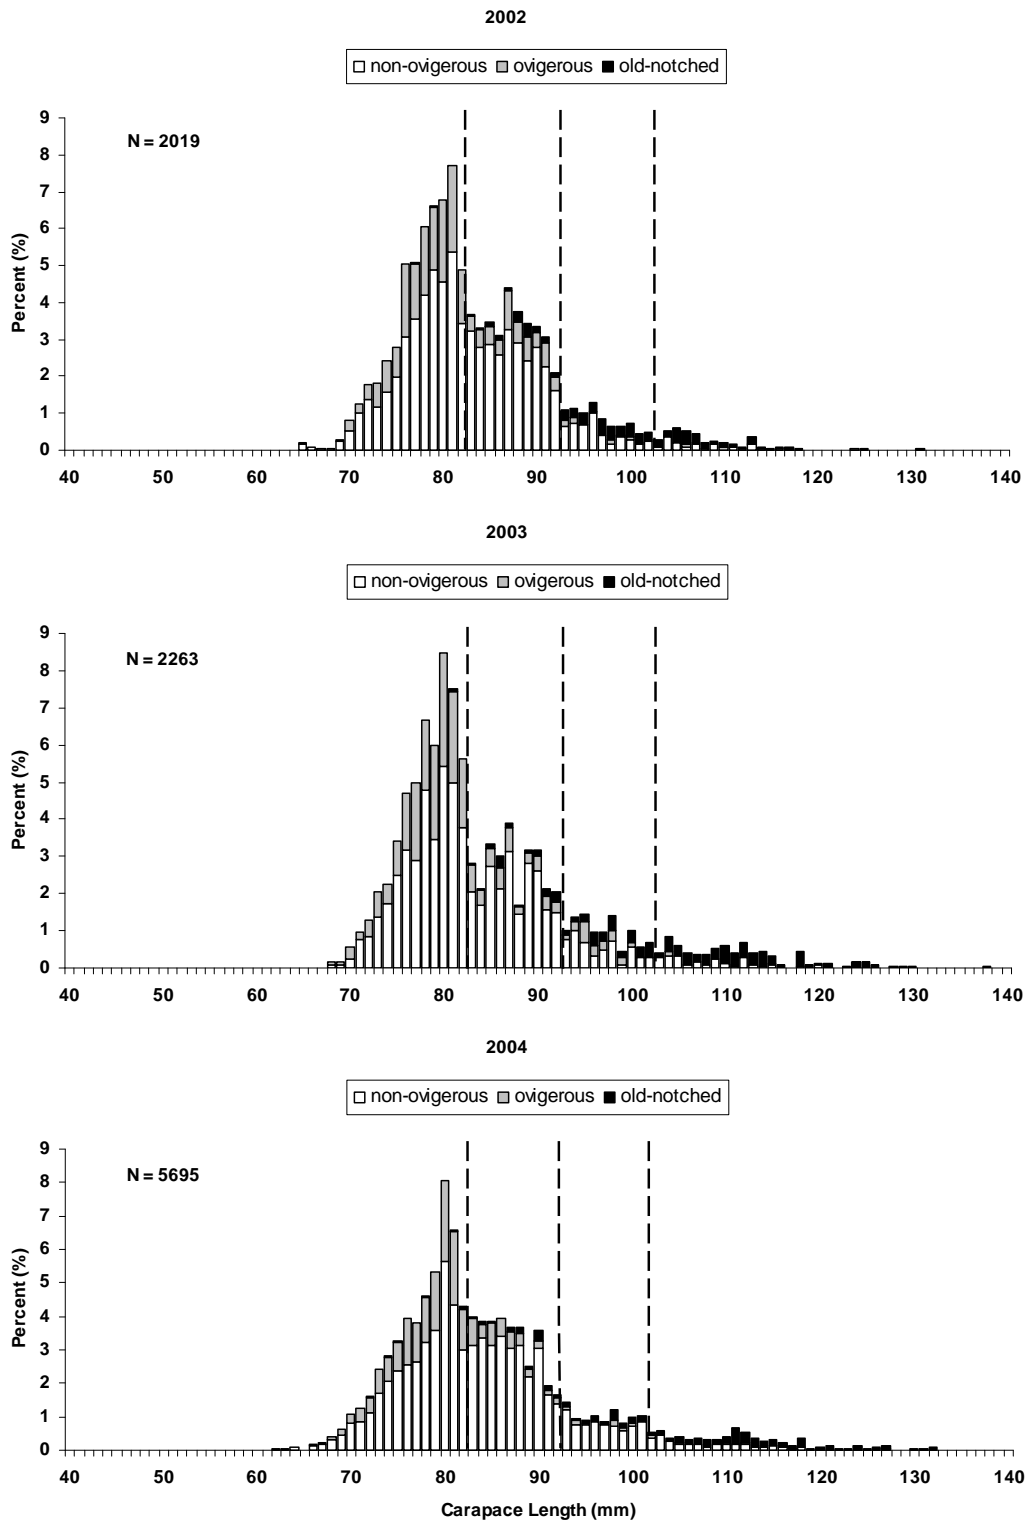 2002
non-ovigerous ovigerous old-notched
9
N = 2019
8
7
6
5
4
3
2
1
0
Percent (%)
40 50 60 70 80 90 100 110 120 130 140
2003
non-ovigerous ovigerous old-notched
9
N = 2263
8
7
6
5
4
3
2
1
0
Percent (%)
40 50 60 70 80 90 100 110 120 130 140
2004
non-ovigerous ovigerous old-notched
9
N = 5695
8
7
6
5
4
3
2
1
0
Percent (%)
40 50 60 70 80 90 100 110 120 130 140
Carapace Length (mm)